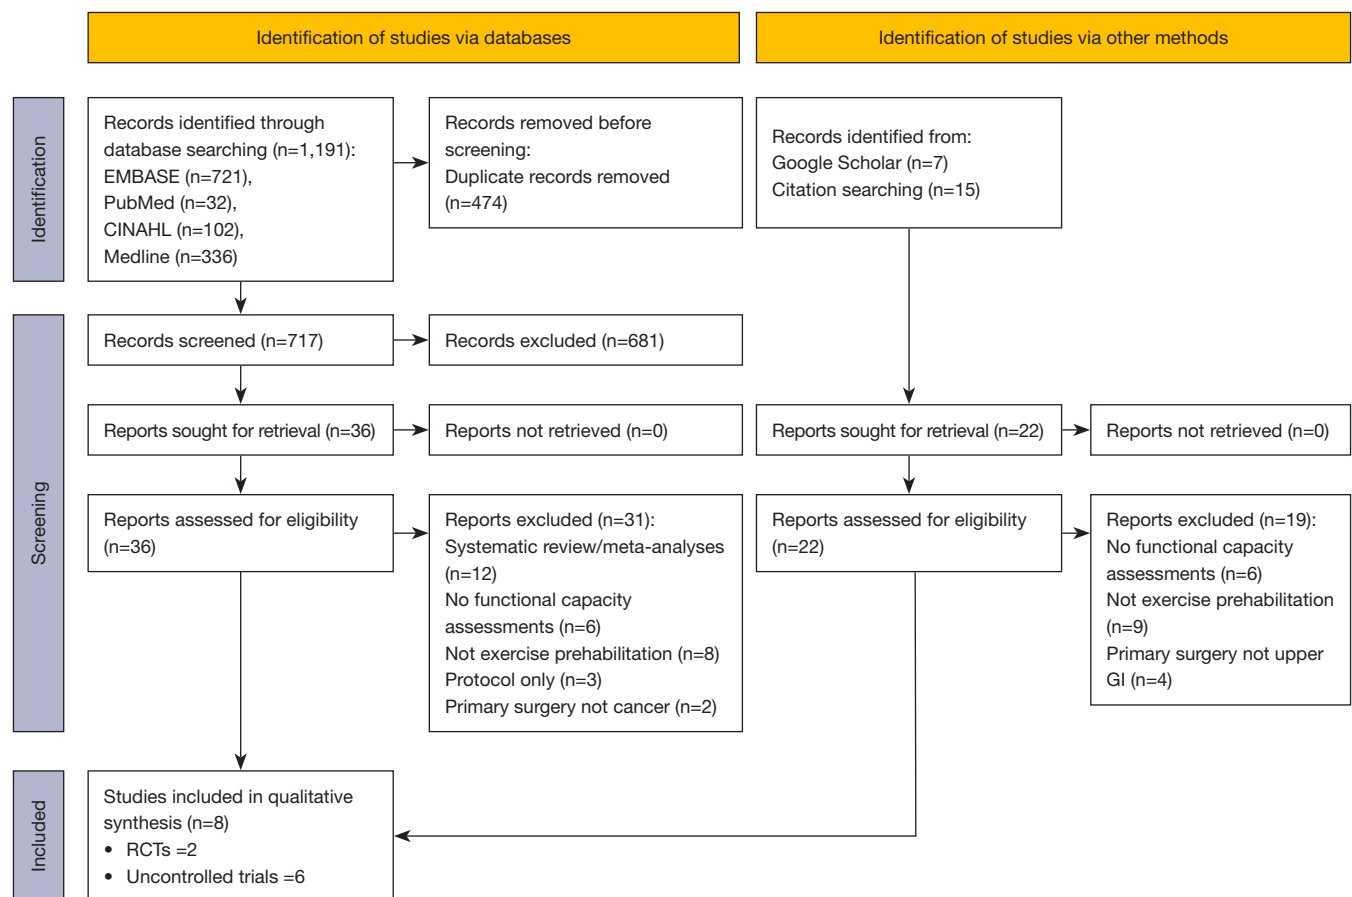 Identification of studies via databases
Identification of studies via other methods
Identification
Records identified through
database searching (n=1,191):
EMBASE (n=721),
PubMed (n=32),
CINAHL (n=102),
Medline (n=336)
Records removed before
screening:
Duplicate records removed
(n=474)
Records identified from:
Google Scholar (n=7)
Citation searching (n=15)
Screening
Records screened (n=717)
Records excluded (n=681)
Reports sought for retrieval (n=36)
Reports not retrieved (n=0)
Reports sought for retrieval (n=22)
Reports not retrieved (n=0)
Reports assessed for eligibility
(n=36)
Reports excluded (n=31):
Systematic review/meta-analyses
(n=12)
No functional capacity
assessments (n=6)
Not exercise prehabilitation (n=8)
Protocol only (n=3)
Primary surgery not cancer (n=2)
Reports assessed for eligibility
(n=22)
Reports excluded (n=19):
No functional capacity
assessments (n=6)
Not exercise prehabilitation
(n=9)
Primary surgery not upper
GI (n=4)
Included
Studies included in qualitative
synthesis (n=8)
• RCTs =2
• Uncontrolled trials =6